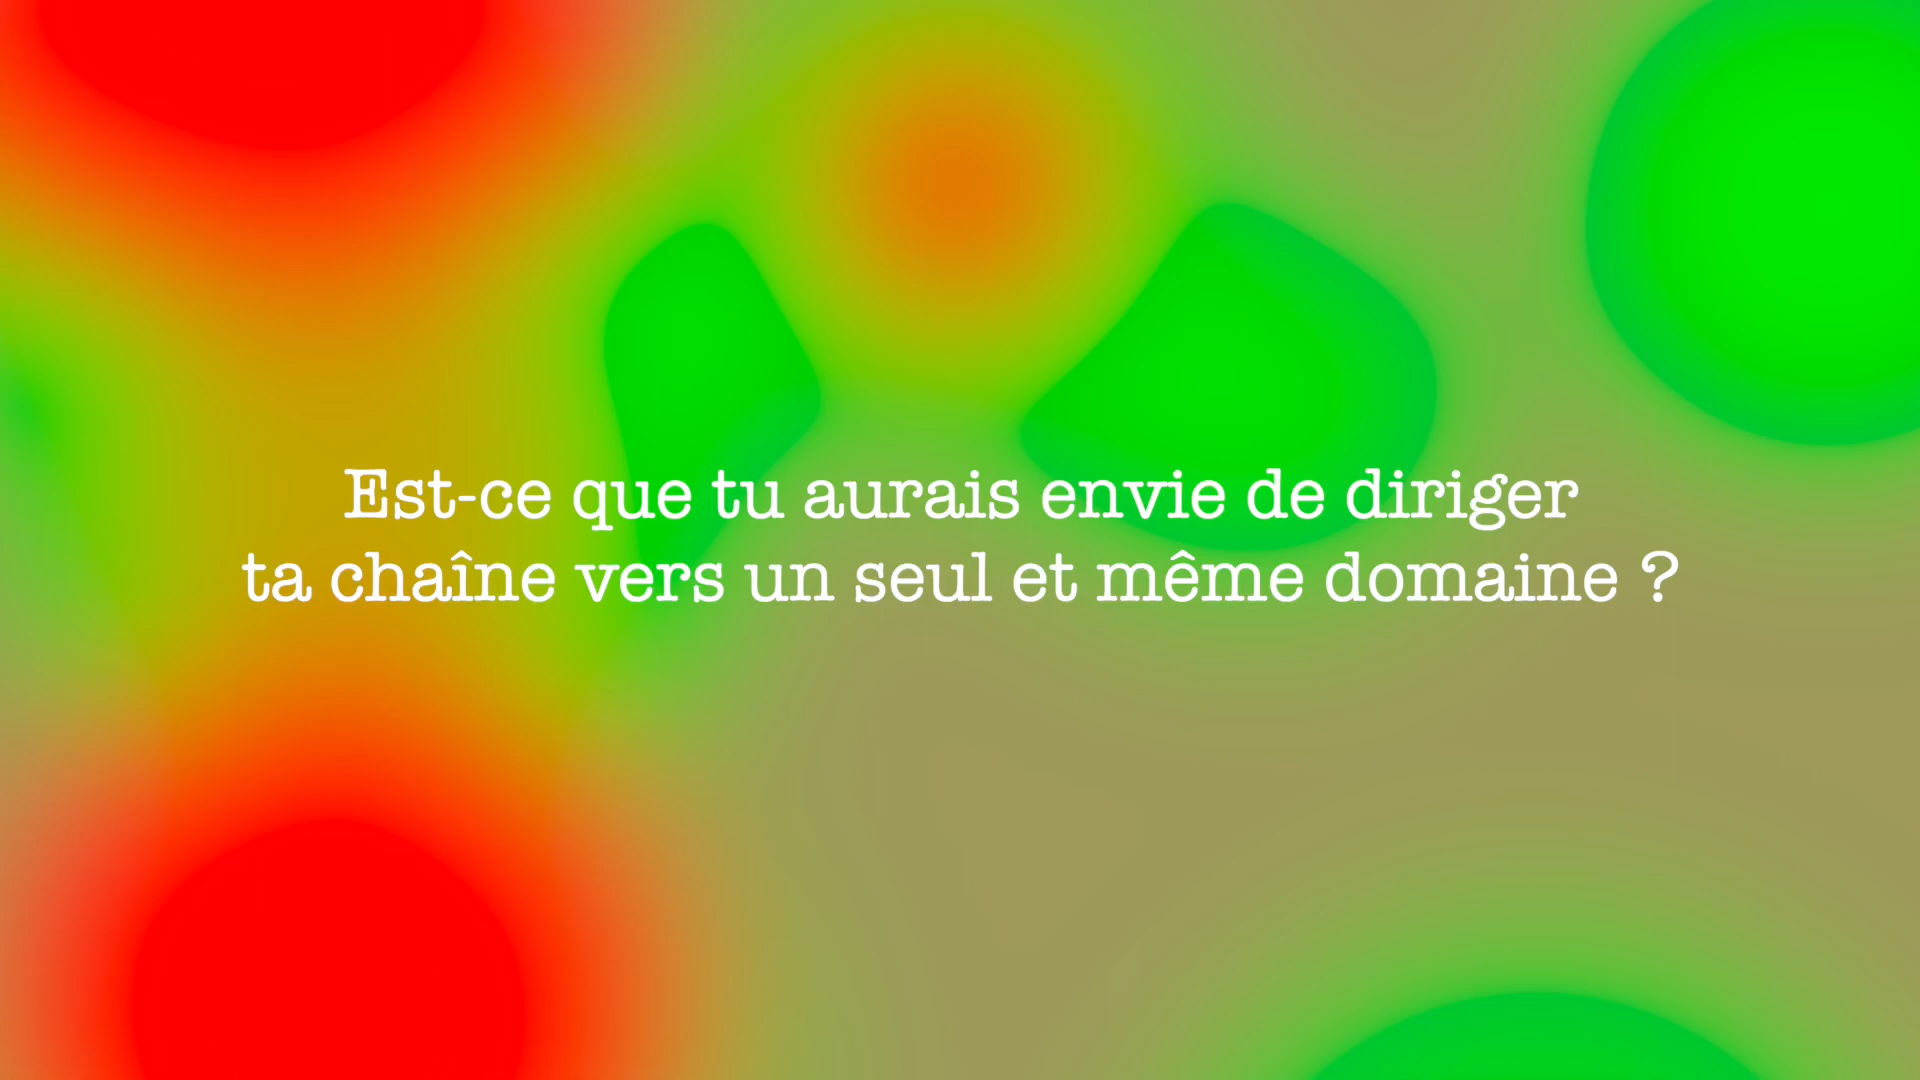 Est-ce que tu aurais envie de diriger
ta chaîne vers un seul et même domaine ?